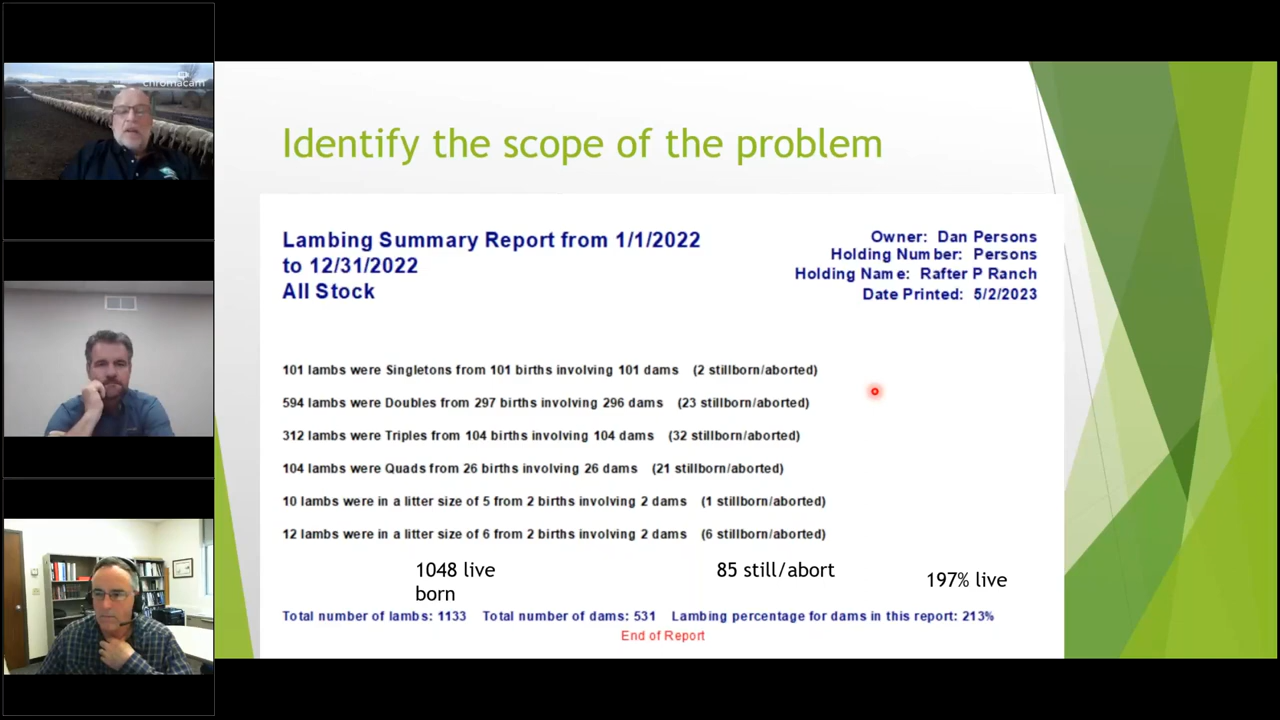 chromacam
Identify the scope of the problem
Lambing Summary Report from 1/1/2022
to 12/31/2022
All Stock
Owner: Dan Persons
Holding Number: Persons
Holding Name: Rafter P Ranch
Date Printed: 5/2/2023
101 lambs were Singletons from 101 births involving 101 dams (2 stillborn/aborted)
594 lambs were Doubles from 297 births involving 296 dams (23 stillborn/aborted)
312 lambs were Triples from 104 births involving 104 dams (32 stillborn/aborted)
104 lambs were Quads from 26 births involving 26 dams (21 stillborn/aborted)
10 lambs were in a litter size of 5 from 2 births involving 2 dams (1 stillborn/aborted)
12 lambs were in a litter size of 6 from 2 births involving 2 dams (6 stillborn/aborted)
1048 live
born
85 still/abort
197% live
Total number of lambs: 1133 Total number of dams: 531 Lambing percentage for dams in this report: 213%
End of Report